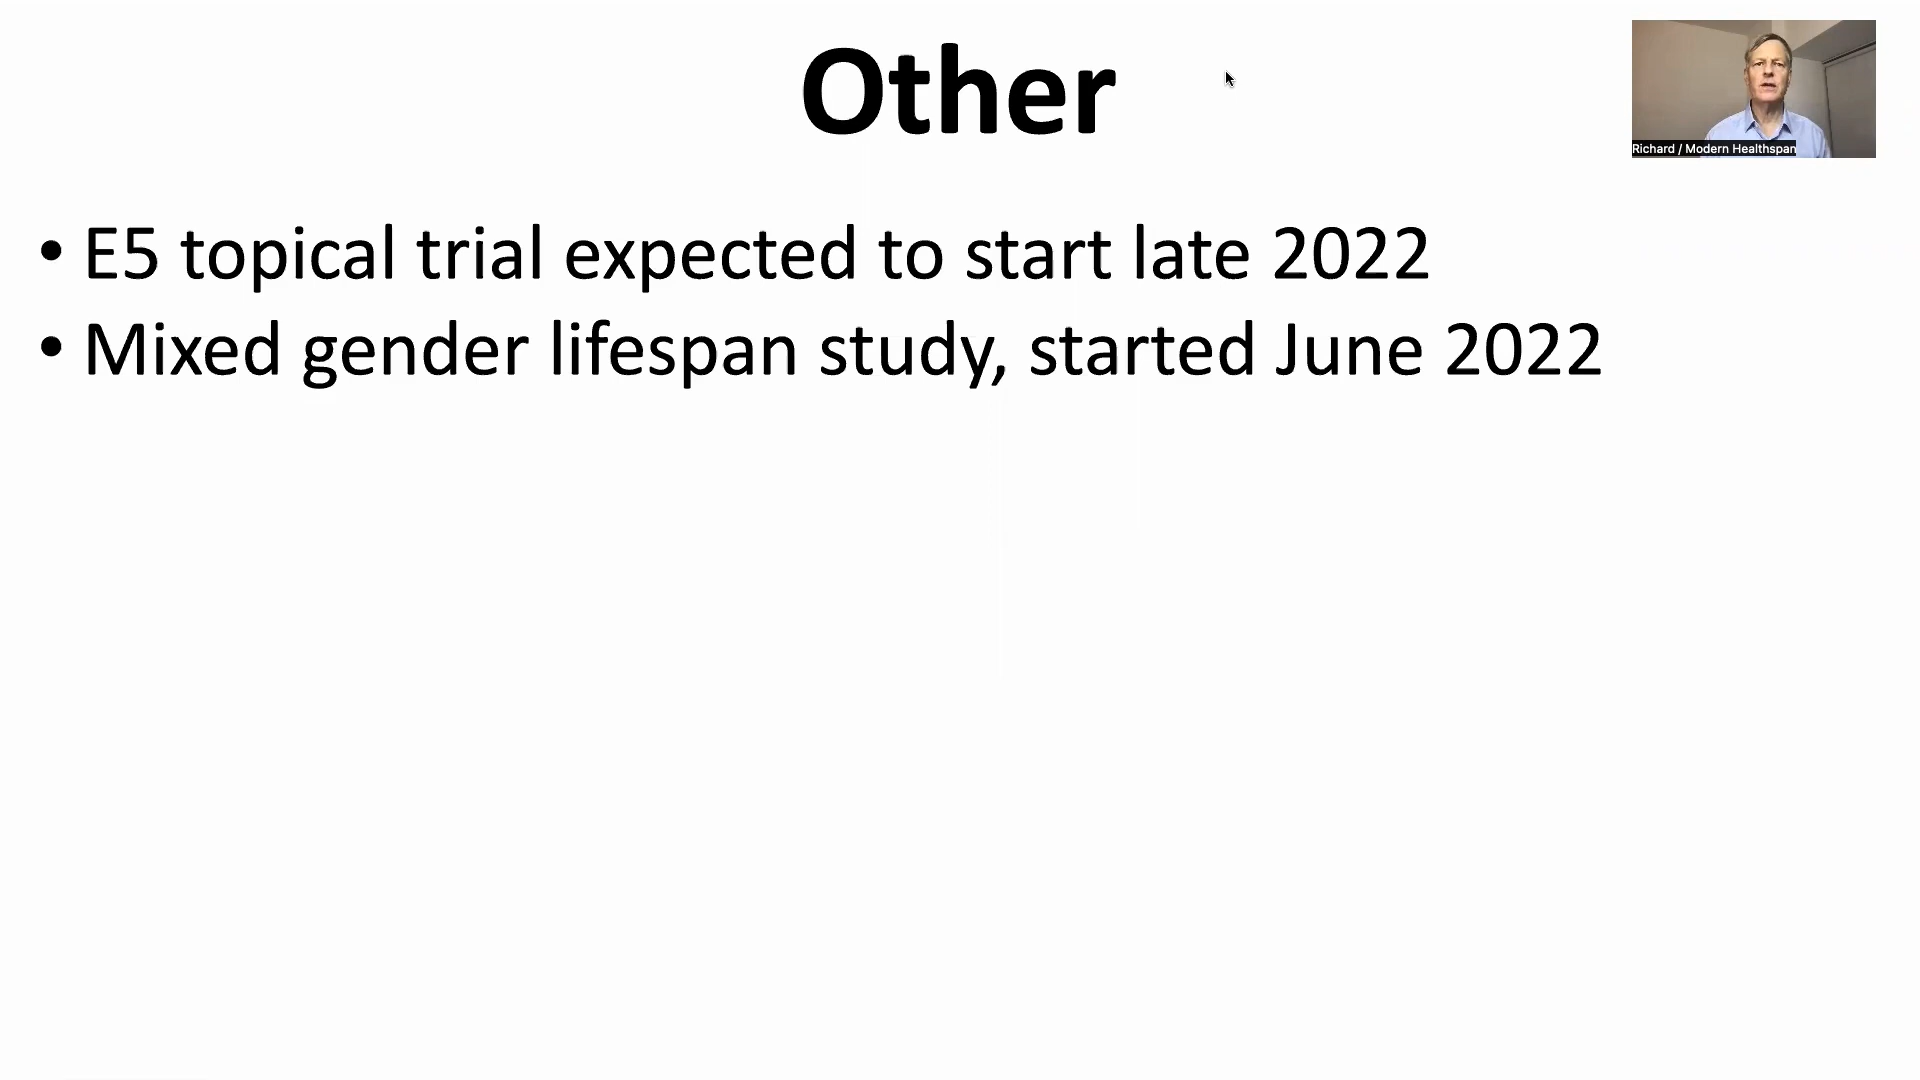 Other
Richard / Modern Healthspan
• E5 topical trial expected to start late 2022
• Mixed gender lifespan study, started June 2022